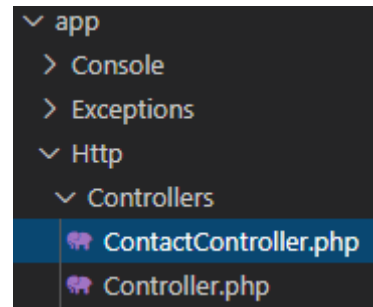 app
Console
Exceptions
Http
Controllers
ContactController.php
Controller.php